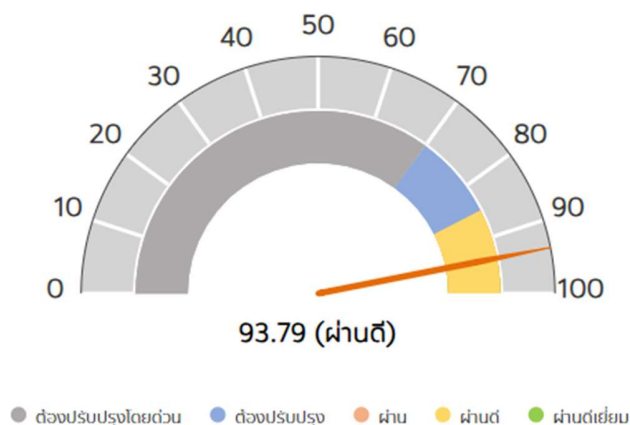 50
40
60
30
70
20
80
10
90
0
100
93.79 (ผ่านดี)
ต้องปรับปรุงโดยด่วน
ต้องปรับปรุง
ผ่าน
ผ่านดี
ผ่านดีเยี่ยม